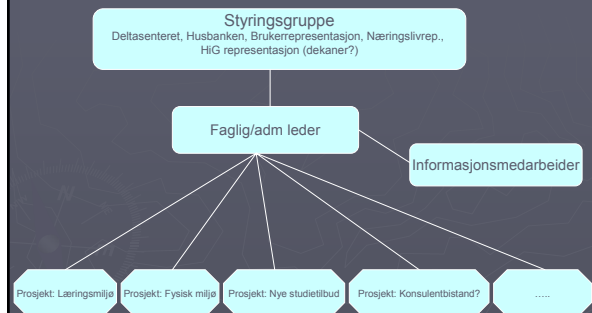 Styringsgruppe
Deltasenteret, Husbanken, Brukerrepresentasjon, Næringslivrep.,
HiG representasjon (dekaner?)
Faglig/adm leder
Informasjonsmedarbeider
Prosjekt: Læringsmiljø
Prosjekt: Fysisk miljø
Prosjekt: Nye studietilbud
Prosjekt: Konsulentbistand?
.....